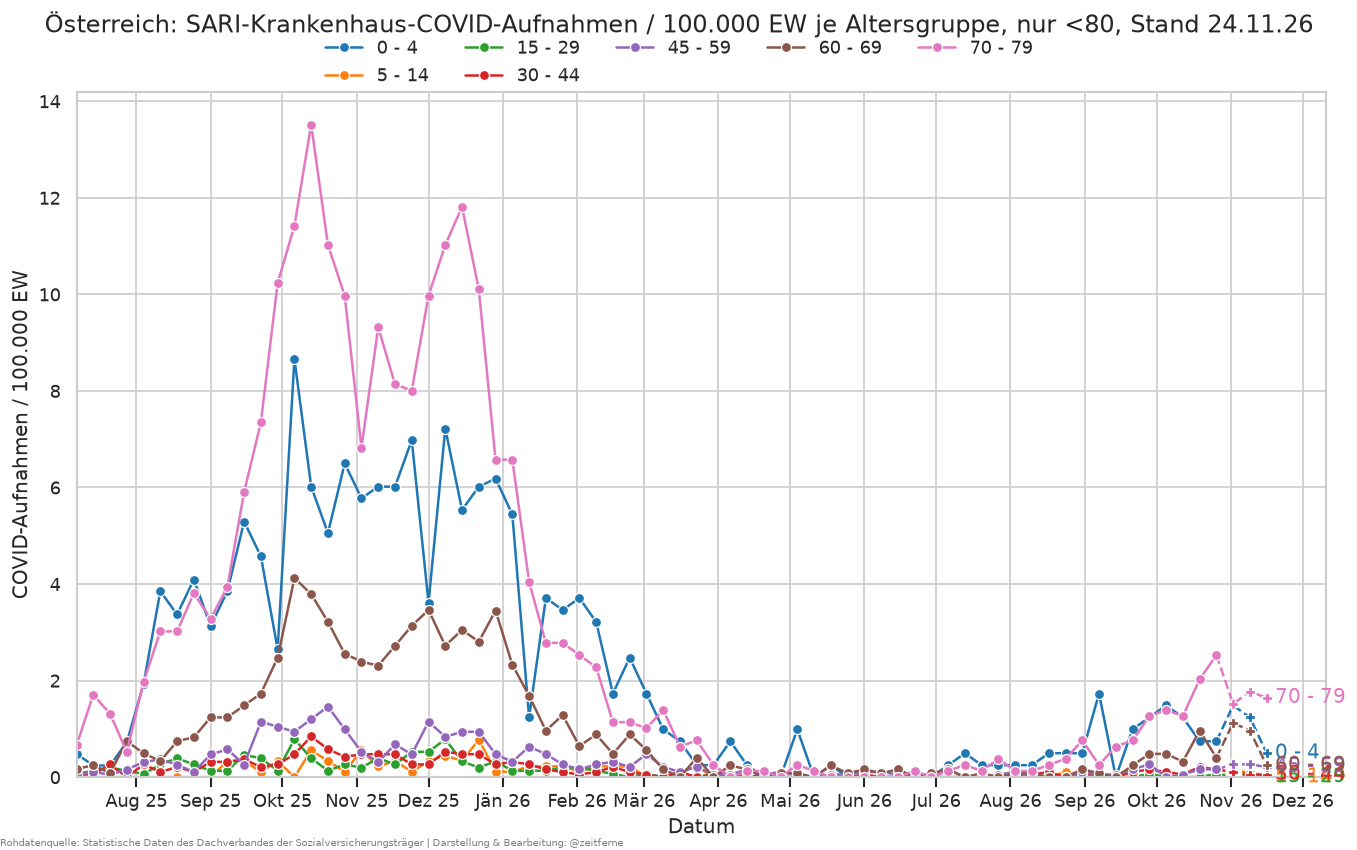 Österreich: SARI-Krankenhaus-COVID-Aufnahmen / 100.000 EW je Altersgruppe, nur <80, Stand 24.11.26
0 - 4 15 - 29 45 - 59 60 - 69 70 - 79
5 - 14 30 - 44
COVID-Aufnahmen / 100.000 EW
14
12
10
8
6
4
2
0
70 - 79
0 - 4
Aug 25 Sep 25 Okt 25 Nov 25 Dez 25 Jän 26 Feb 26 Mär 26 Apr 26 Mai 26 Jun 26 Jul 26 Aug 26 Sep 26 Okt 26 Nov 26 Dez 26
Datum
Rohdatenquelle: Statistische Daten des Dachverbandes der Sozialversicherungsträger | Darstellung & Bearbeitung: @zeitferne